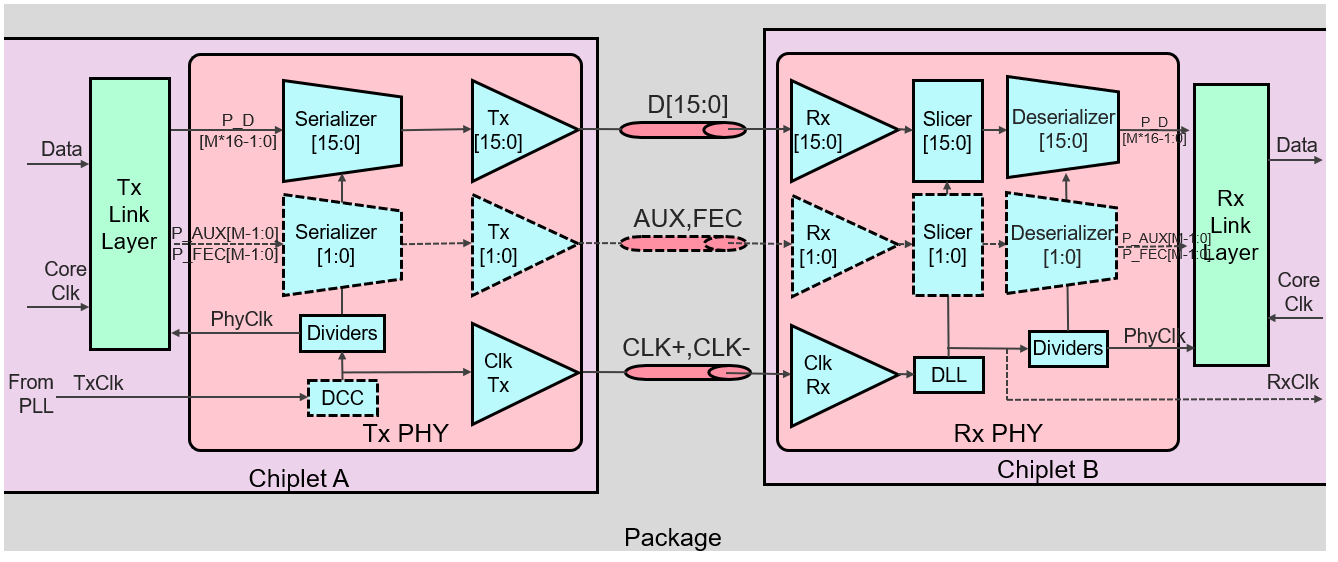 D[15:0]
AUX,FEC
CLK+,CLK-
Data
Core
Clk
From
PLL
TxClk
Tx
Link
Layer
P_D
[M*16-1:0]
P_AUX[M-1:0]
P_FEC[M-1:0]
PhyClk
Serializer
[15:0]
Serializer
[1:0]
Dividers
DCC
Tx
[15:0]
Tx
[1:0]
Clk
Tx
Tx PHY
Chiplet A
Rx
[15:0]
Rx
[1:0]
Clk
Rx
Slicer
[15:0]
Slicer
[1:0]
DLL
Deserializer
[15:0]
Deserializer
[1:0]
Dividers
P_D
[M*16-1:0]
P_AUX[M-1:0]
P_FEC[M-1:0]
PhyClk
Rx
Link
Layer
Data
Core
Clk
RxClk
Rx PHY
Chiplet B
Package